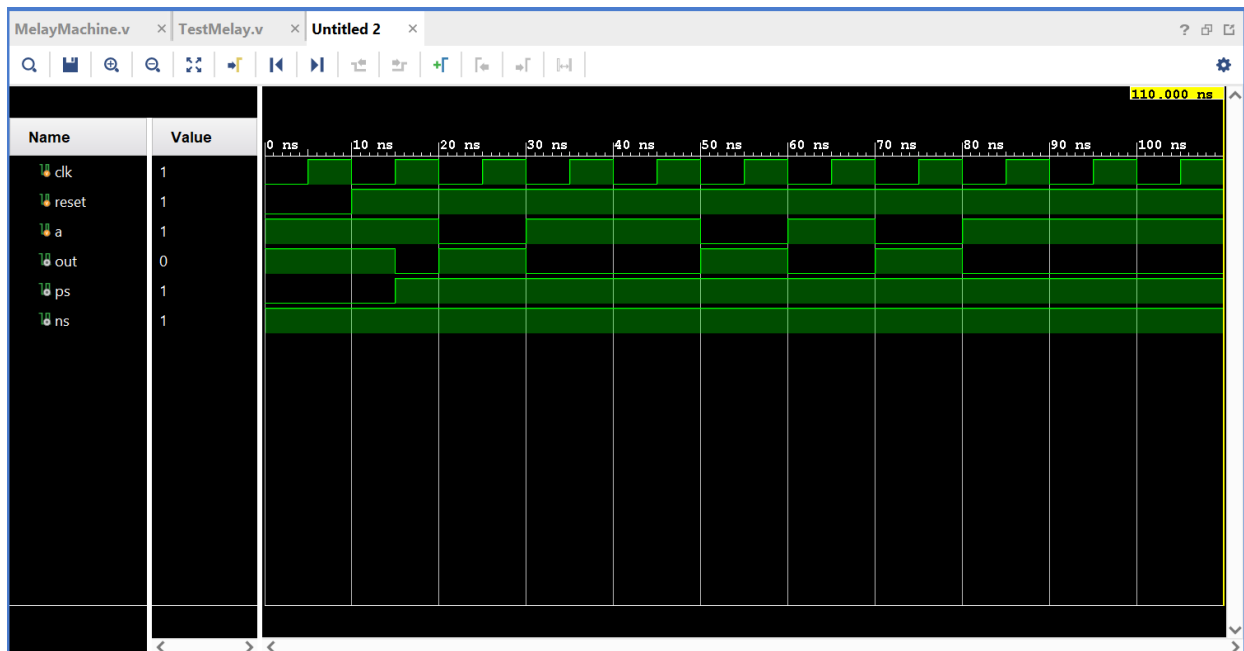 MelayMachine.v × TestMelay.v × Untitled 2 × ?
110.000 ns
Name Value
0 ns 10 ns 20 ns 30 ns 40 ns 50 ns 60 ns 70 ns 80 ns 90 ns 100 ns
clk 1
reset 1
a 1
out 0
ps 1
ns 1